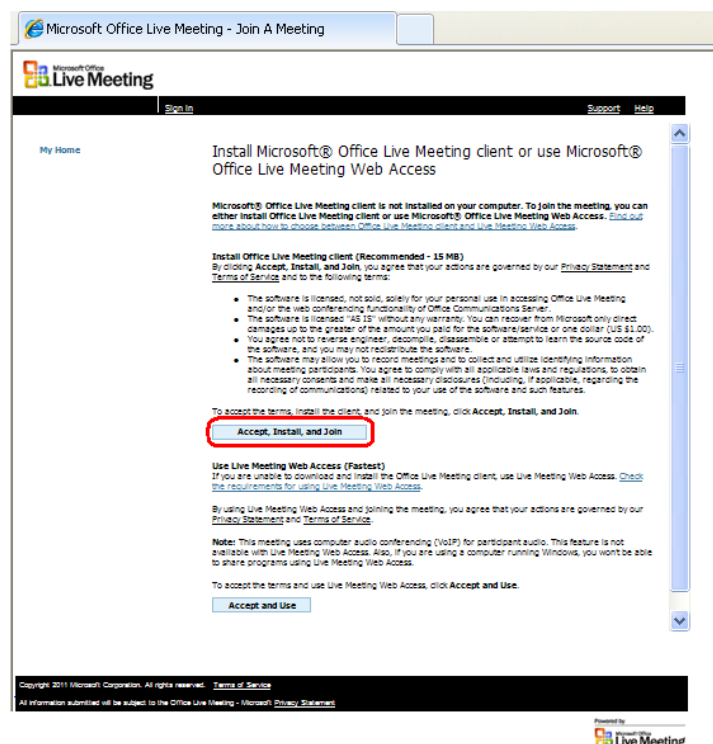 Microsoft Office Live Meeting - Join A Meeting
Microsoft Office
Live Meeting
Sign In
Support Help
My Home
Install Microsoft® Office Live Meeting client or use Microsoft®
Office Live Meeting Web Access
Microsoft® Office Live Meeting client is not installed on your computer. To join the meeting, you can
either install Office Live Meeting client or use Microsoft® Office Live Meeting Web Access. Find out
more about how to choose between Office Live Meeting client and Live Meeting Web Access.
Install Office Live Meeting client (Recommended - 15 MB)
By clicking Accept, Install, and Join, you agree that your actions are governed by our Privacy Statement and
Terms of Service and to the following terms:
• The software is licensed, not sold, solely for your personal use in accessing Office Live Meeting
and/or the web conferencing functionality of Office Communications Server.
• The software is licensed "AS IS" without any warranty. You can recover from Microsoft only direct
damages up to the greater of the amount you paid for the software/service or one dollar (US $1.00).
• You agree not to reverse engineer, decompile, disassemble or attempt to learn the source code of
the software, and you may not redistribute the software.
• The software may allow you to record meetings and to collect and utilize identifying information
about meeting participants. You agree to comply with all applicable laws and regulations, to obtain
all necessary consents and make all necessary disclosures (including, if applicable, regarding the
recording of communications) related to your use of the software and such features.
To accept the terms, install the client, and join the meeting, click Accept, Install, and Join.
Accept, Install, and Join
Use Live Meeting Web Access (Fastest)
If you are unable to download and install the Office Live Meeting client, use Live Meeting Web Access. Check
the requirements for using Live Meeting Web Access.
By using Live Meeting Web Access and joining the meeting, you agree that your actions are governed by our
Privacy Statement and Terms of Service.
Note: This meeting uses computer audio conferencing (VoIP) for participant audio. This feature is not
available with Live Meeting Web Access. Also, if you are using a computer running Windows, you won't be able
to share programs using Live Meeting Web Access.
To accept the terms and use Live Meeting Web Access, click Accept and Use.
Accept and Use
Copyright 2011 Microsoft Corporation. All rights reserved. Terms of Service
All information submitted will be subject to the Office Live Meeting - Microsoft Privacy Statement
Powered by
Microsoft Office
Live Meeting